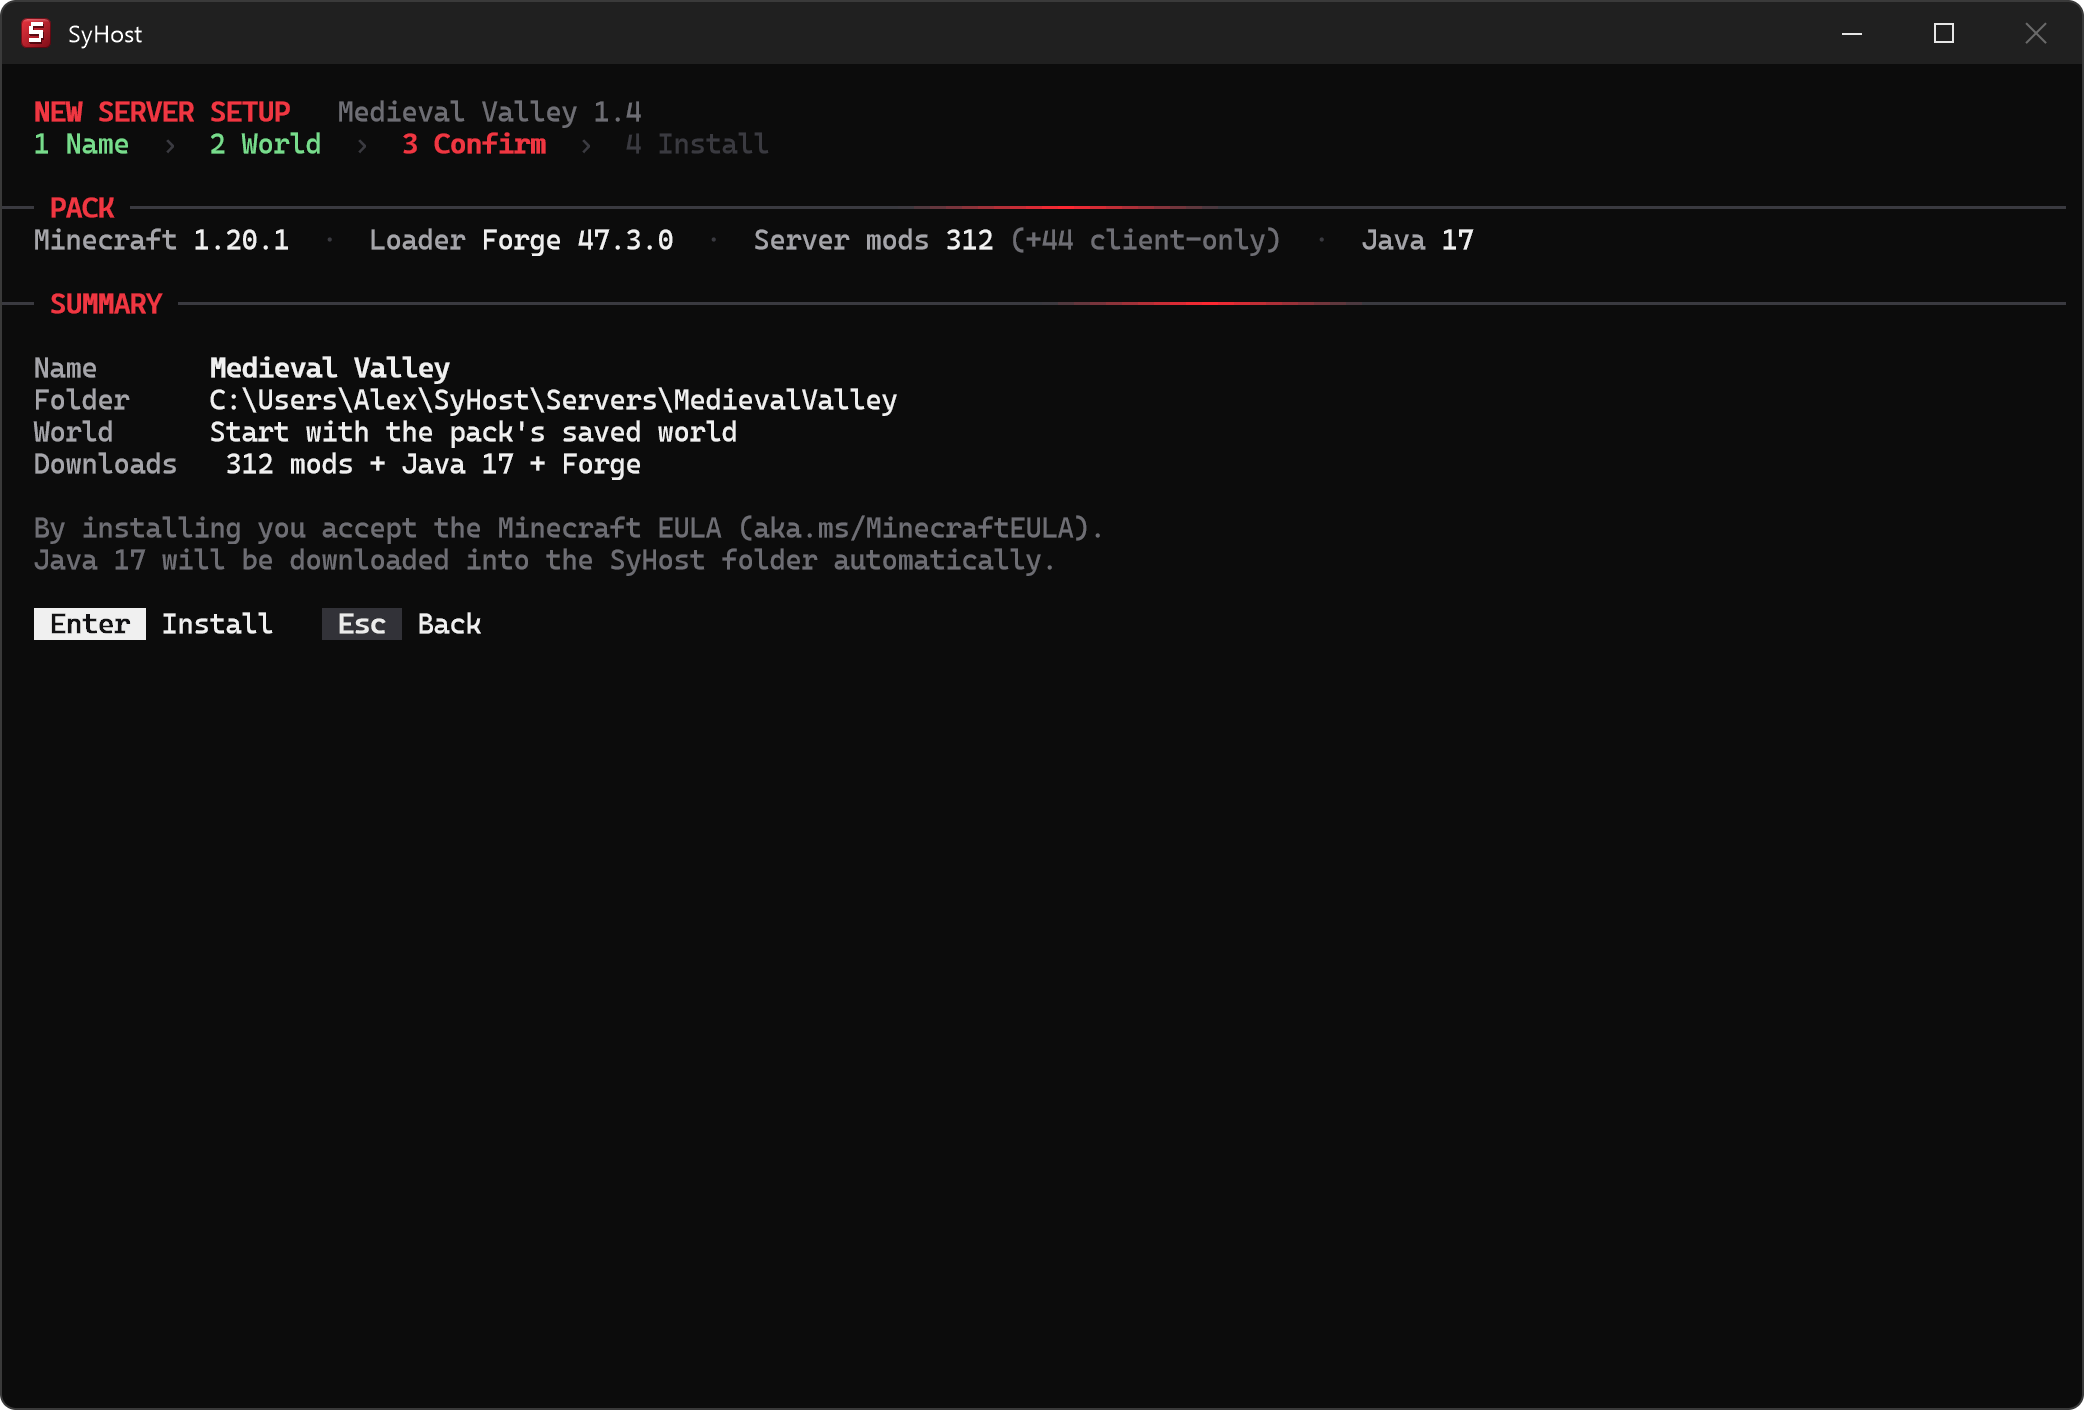 SyHost
NEW SERVER SETUP Medieval Valley 1.4
1 Name › 2 World › 3 Confirm › 4 Install
PACK
Minecraft 1.20.1 · Loader Forge 47.3.0 · Server mods 312 (+44 client-only) · Java 17
SUMMARY
Name Medieval Valley
Folder C:\Users\Alex\SyHost\Servers\MedievalValley
World Start with the pack's saved world
Downloads 312 mods + Java 17 + Forge
By installing you accept the Minecraft EULA (aka.ms/MinecraftEULA).
Java 17 will be downloaded into the SyHost folder automatically.
Enter Install Esc Back